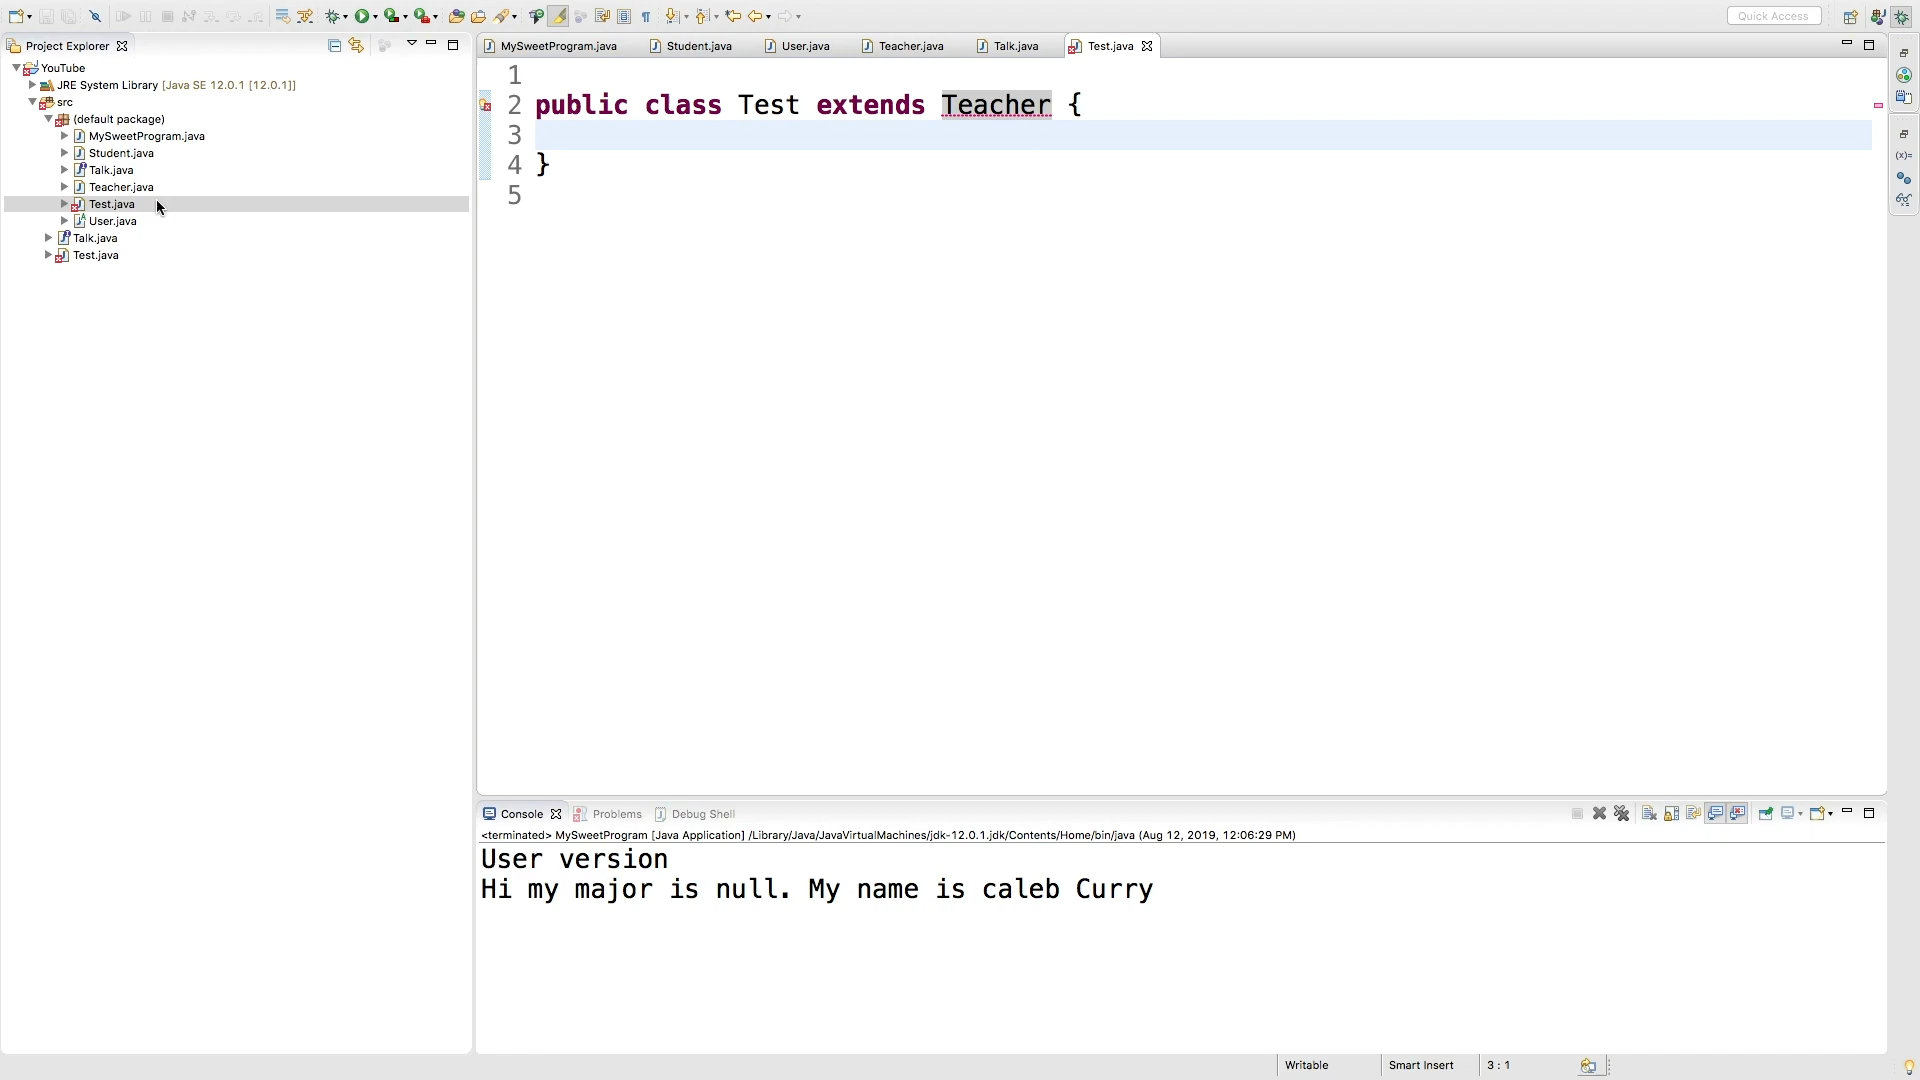 Quick Access
Project Explorer
YouTube
JRE System Library [Java SE 12.0.1 [12.0.1]]
src
(default package)
MySweetProgram.java
Student.java
Talk.java
Teacher.java
Test.java
User.java
Talk.java
Test.java
MySweetProgram.java Student.java User.java Teacher.java Talk.java Test.java
1
2 public class Test extends Teacher {
3
4 }
5
Console Problems Debug Shell
<terminated> MySweetProgram [Java Application] /Library/Java/JavaVirtualMachines/jdk-12.0.1.jdk/Contents/Home/bin/java (Aug 12, 2019, 12:06:29 PM)
User version
Hi my major is null. My name is caleb Curry
Writable Smart Insert 3 : 1